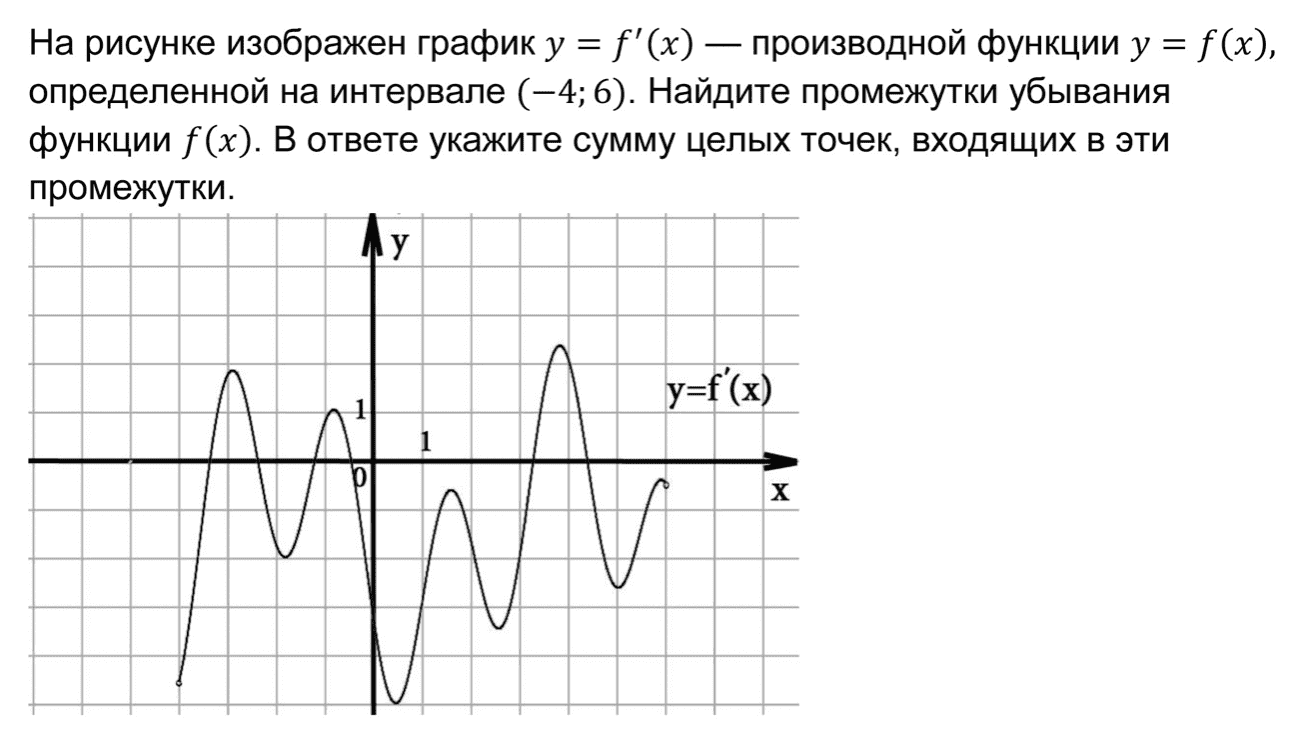 На рисунке изображен график y = f′(x) — производной функции y = f(x),
определенной на интервале (−4; 6). Найдите промежутки убывания
функции f(x). В ответе укажите сумму целых точек, входящих в эти
промежутки.
y
y=f′(x)
1
1
0
x